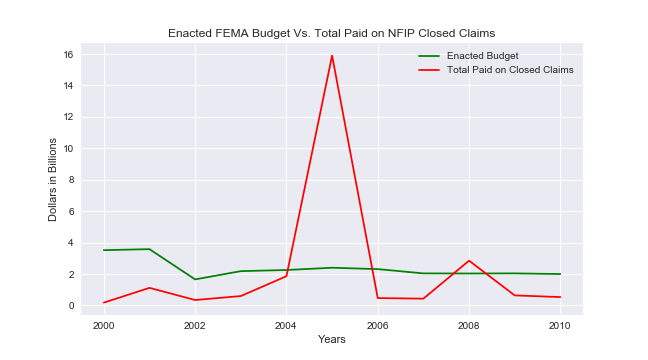 Enacted FEMA Budget Vs. Total Paid on NFIP Closed Claims
Enacted Budget
Total Paid on Closed Claims
Dollars in Billions
16
14
12
10
8
6
4
2
0
2000 2002 2004 2006 2008 2010
Years